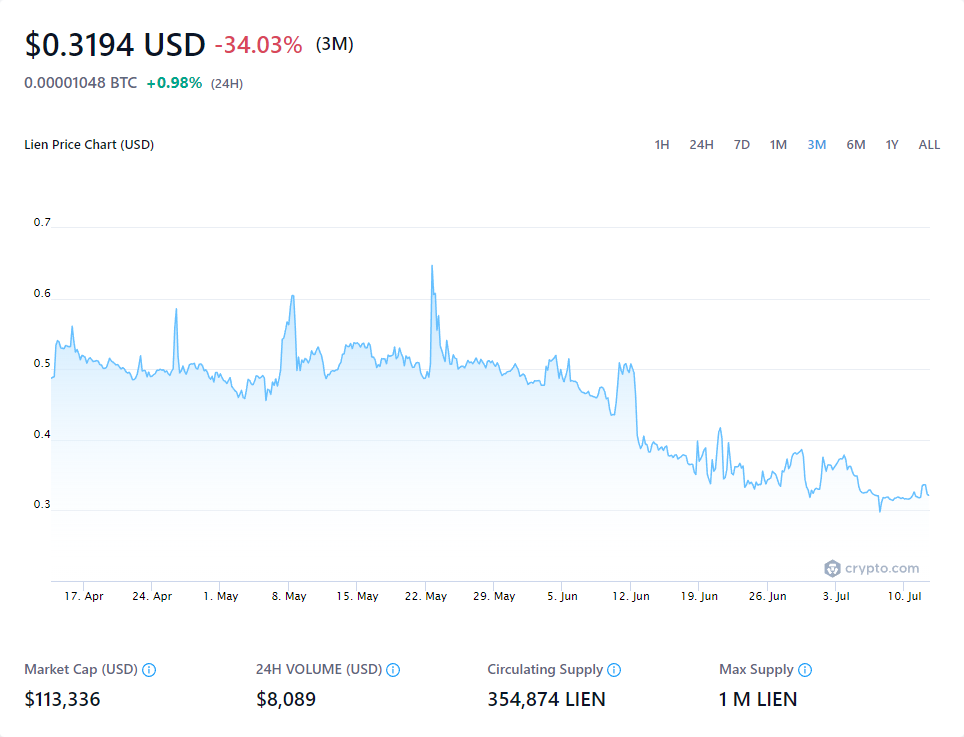 $0.3194 USD -34.03% (3M)
0.00001048 BTC +0.98% (24H)
Lien Price Chart (USD) 1H 24H 7D 1M 3M 6M 1Y ALL
0.7
0.6
0.5
0.4
0.3
crypto.com
17. Apr 24. Apr 1. May 8. May 15. May 22. May 29. May 5. Jun 12. Jun 19. Jun 26. Jun 3. Jul 10. Jul
Market Cap (USD) 24H VOLUME (USD) Circulating Supply Max Supply
$113,336 $8,089 354,874 LIEN 1 M LIEN